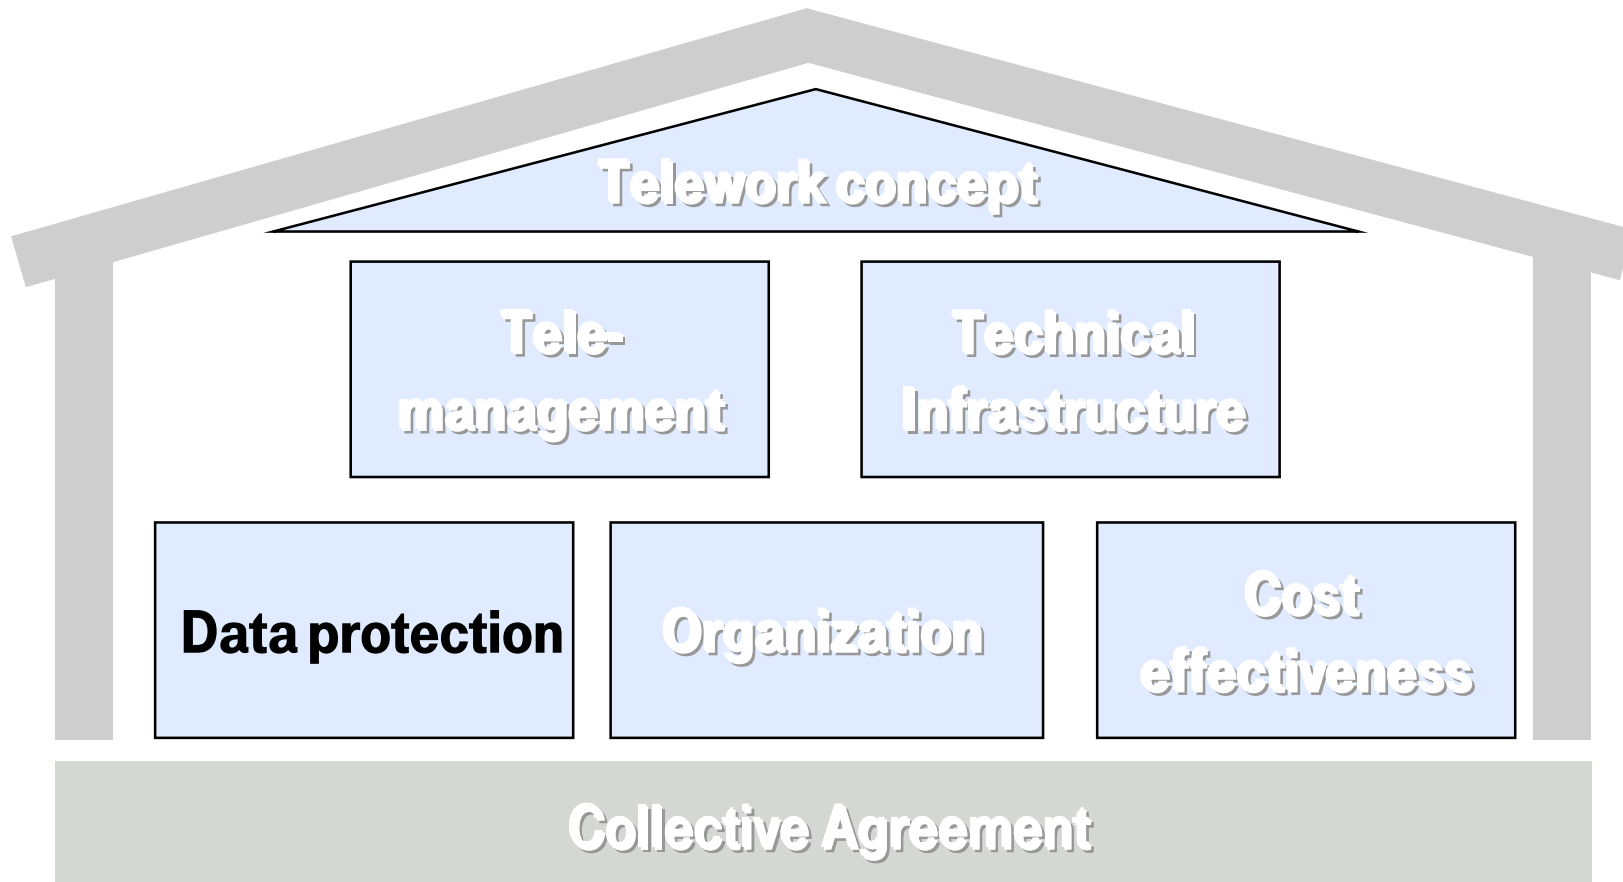 Telework concept
Tele-
management
Technical
Infrastructure
Data protection
Organization
Cost
effectiveness
Collective Agreement